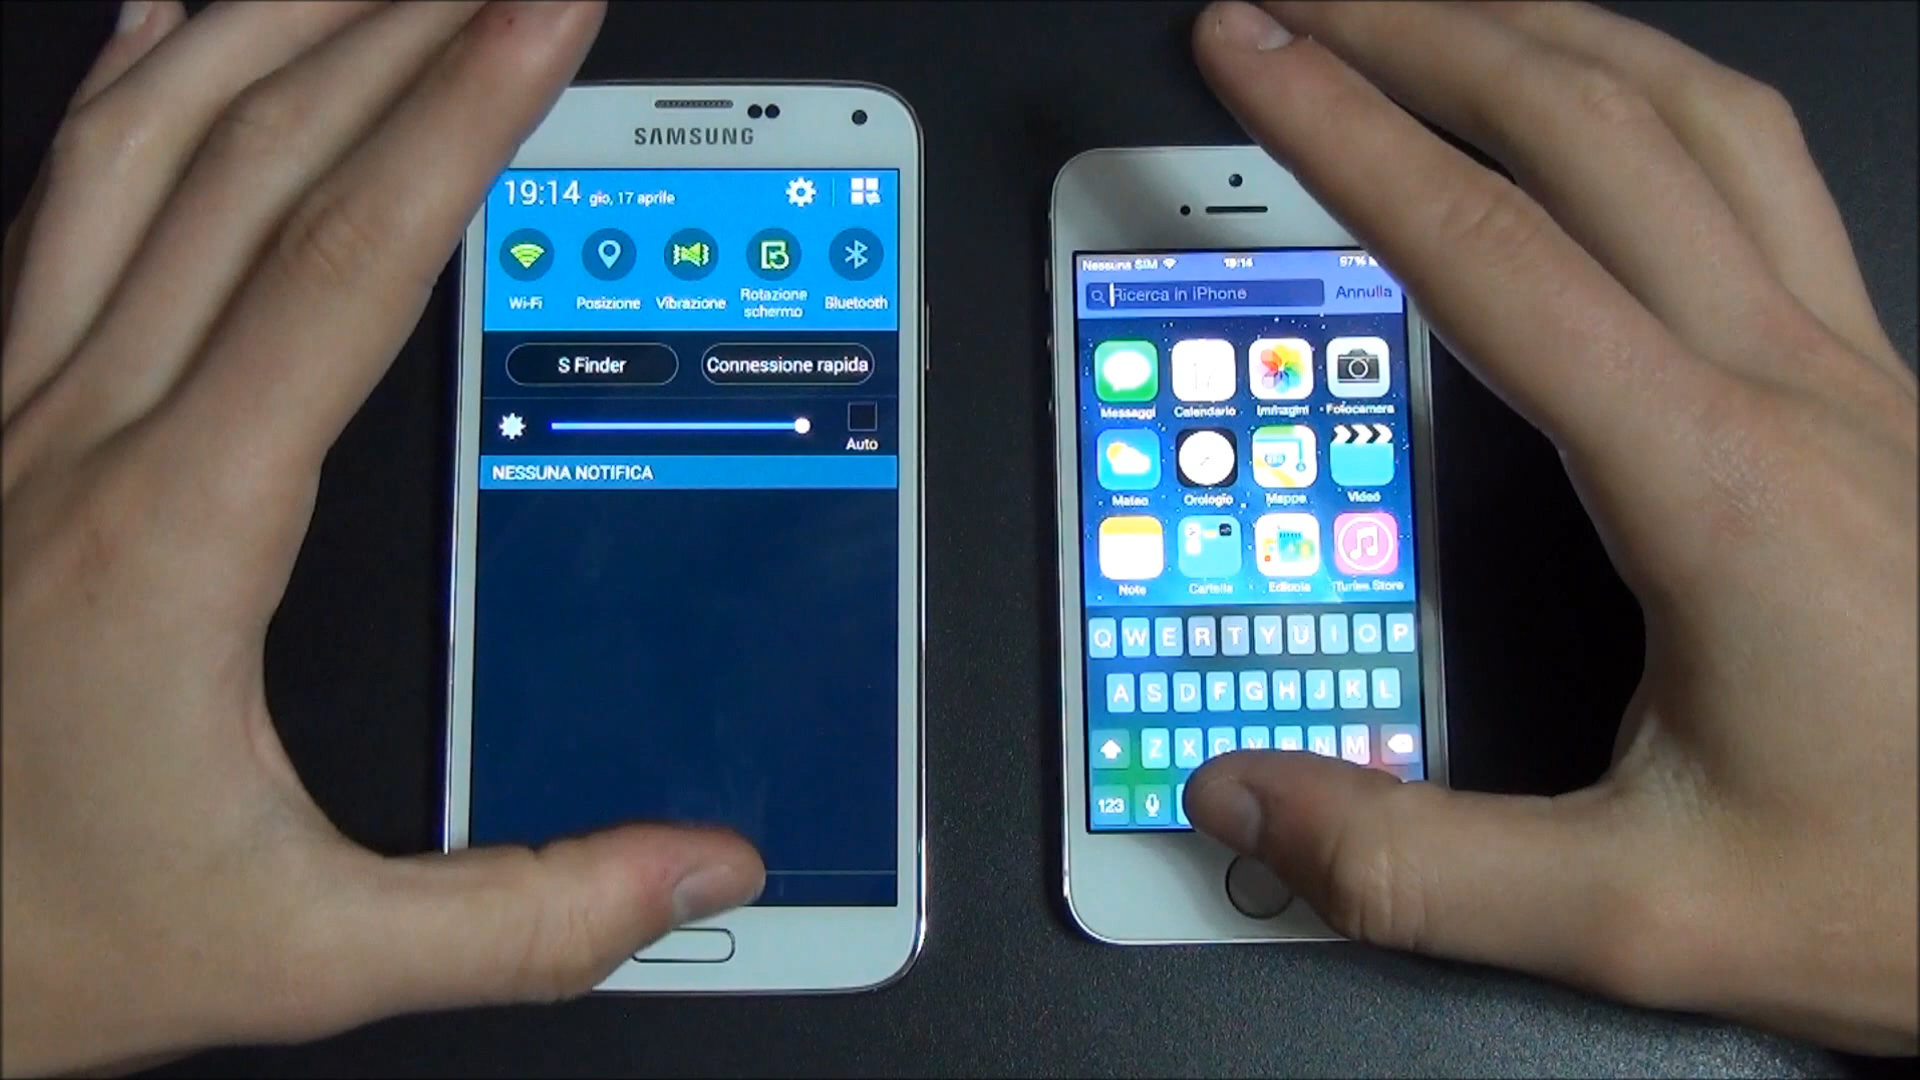 SAMSUNG
19:14 gio, 17 aprile
Wi-Fi
Posizione
Vibrazione
Rotazione schermo
Bluetooth
S Finder
Connessione rapida
Auto
NESSUNA NOTIFICA
Nessuna SIM 19:14 97%
Ricerca in iPhone Annulla
Messaggi Calendario Immagini Fotocamera
Meteo Orologio Mappe Video
Note Cartella Edicola iTunes Store
Q W E R T Y U I O P
A S D F G H J K L
Z X C V B N M
123